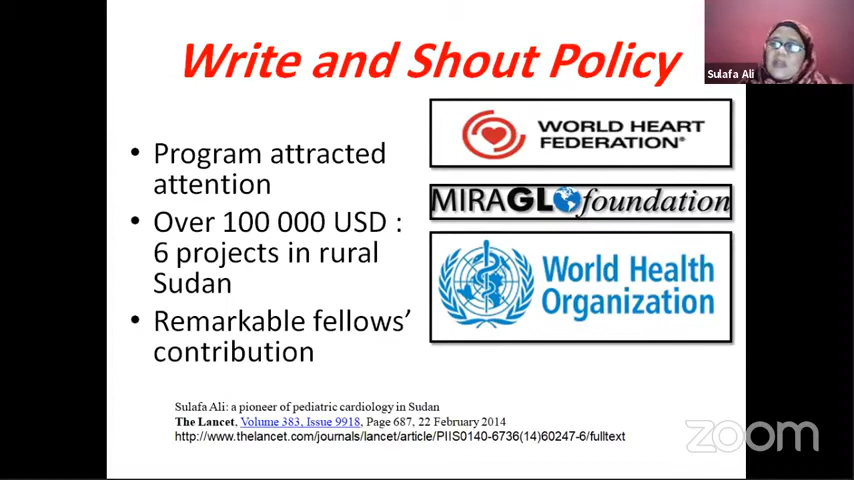 Write and Shout Policy
Sulafa Ali
• Program attracted
attention
• Over 100 000 USD :
6 projects in rural
Sudan
• Remarkable fellows’
contribution
WORLD HEART
FEDERATION®
MIRAGLO foundation
World Health
Organization
Sulafa Ali: a pioneer of pediatric cardiology in Sudan
The Lancet, Volume 383, Issue 9918, Page 687, 22 February 2014
http://www.thelancet.com/journals/lancet/article/PIIS0140-6736(14)60247-6/fulltext
zoom